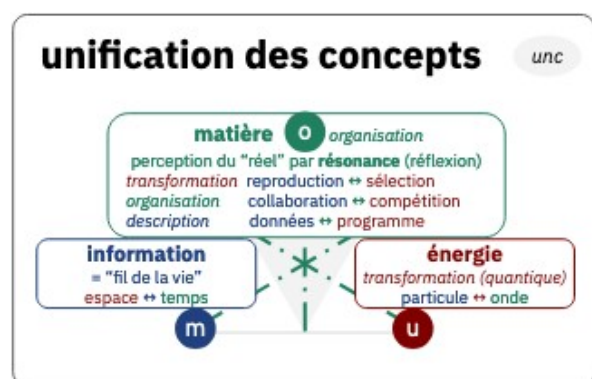 unification des concepts
unc
matière o organisation
perception du "réel" par résonance (réflexion)
transformation reproduction ↔ sélection
organisation collaboration ↔ compétition
description données ↔ programme
information
= "fil de la vie"
espace ↔ temps
énergie
transformation (quantique)
particule ↔ onde
m
u